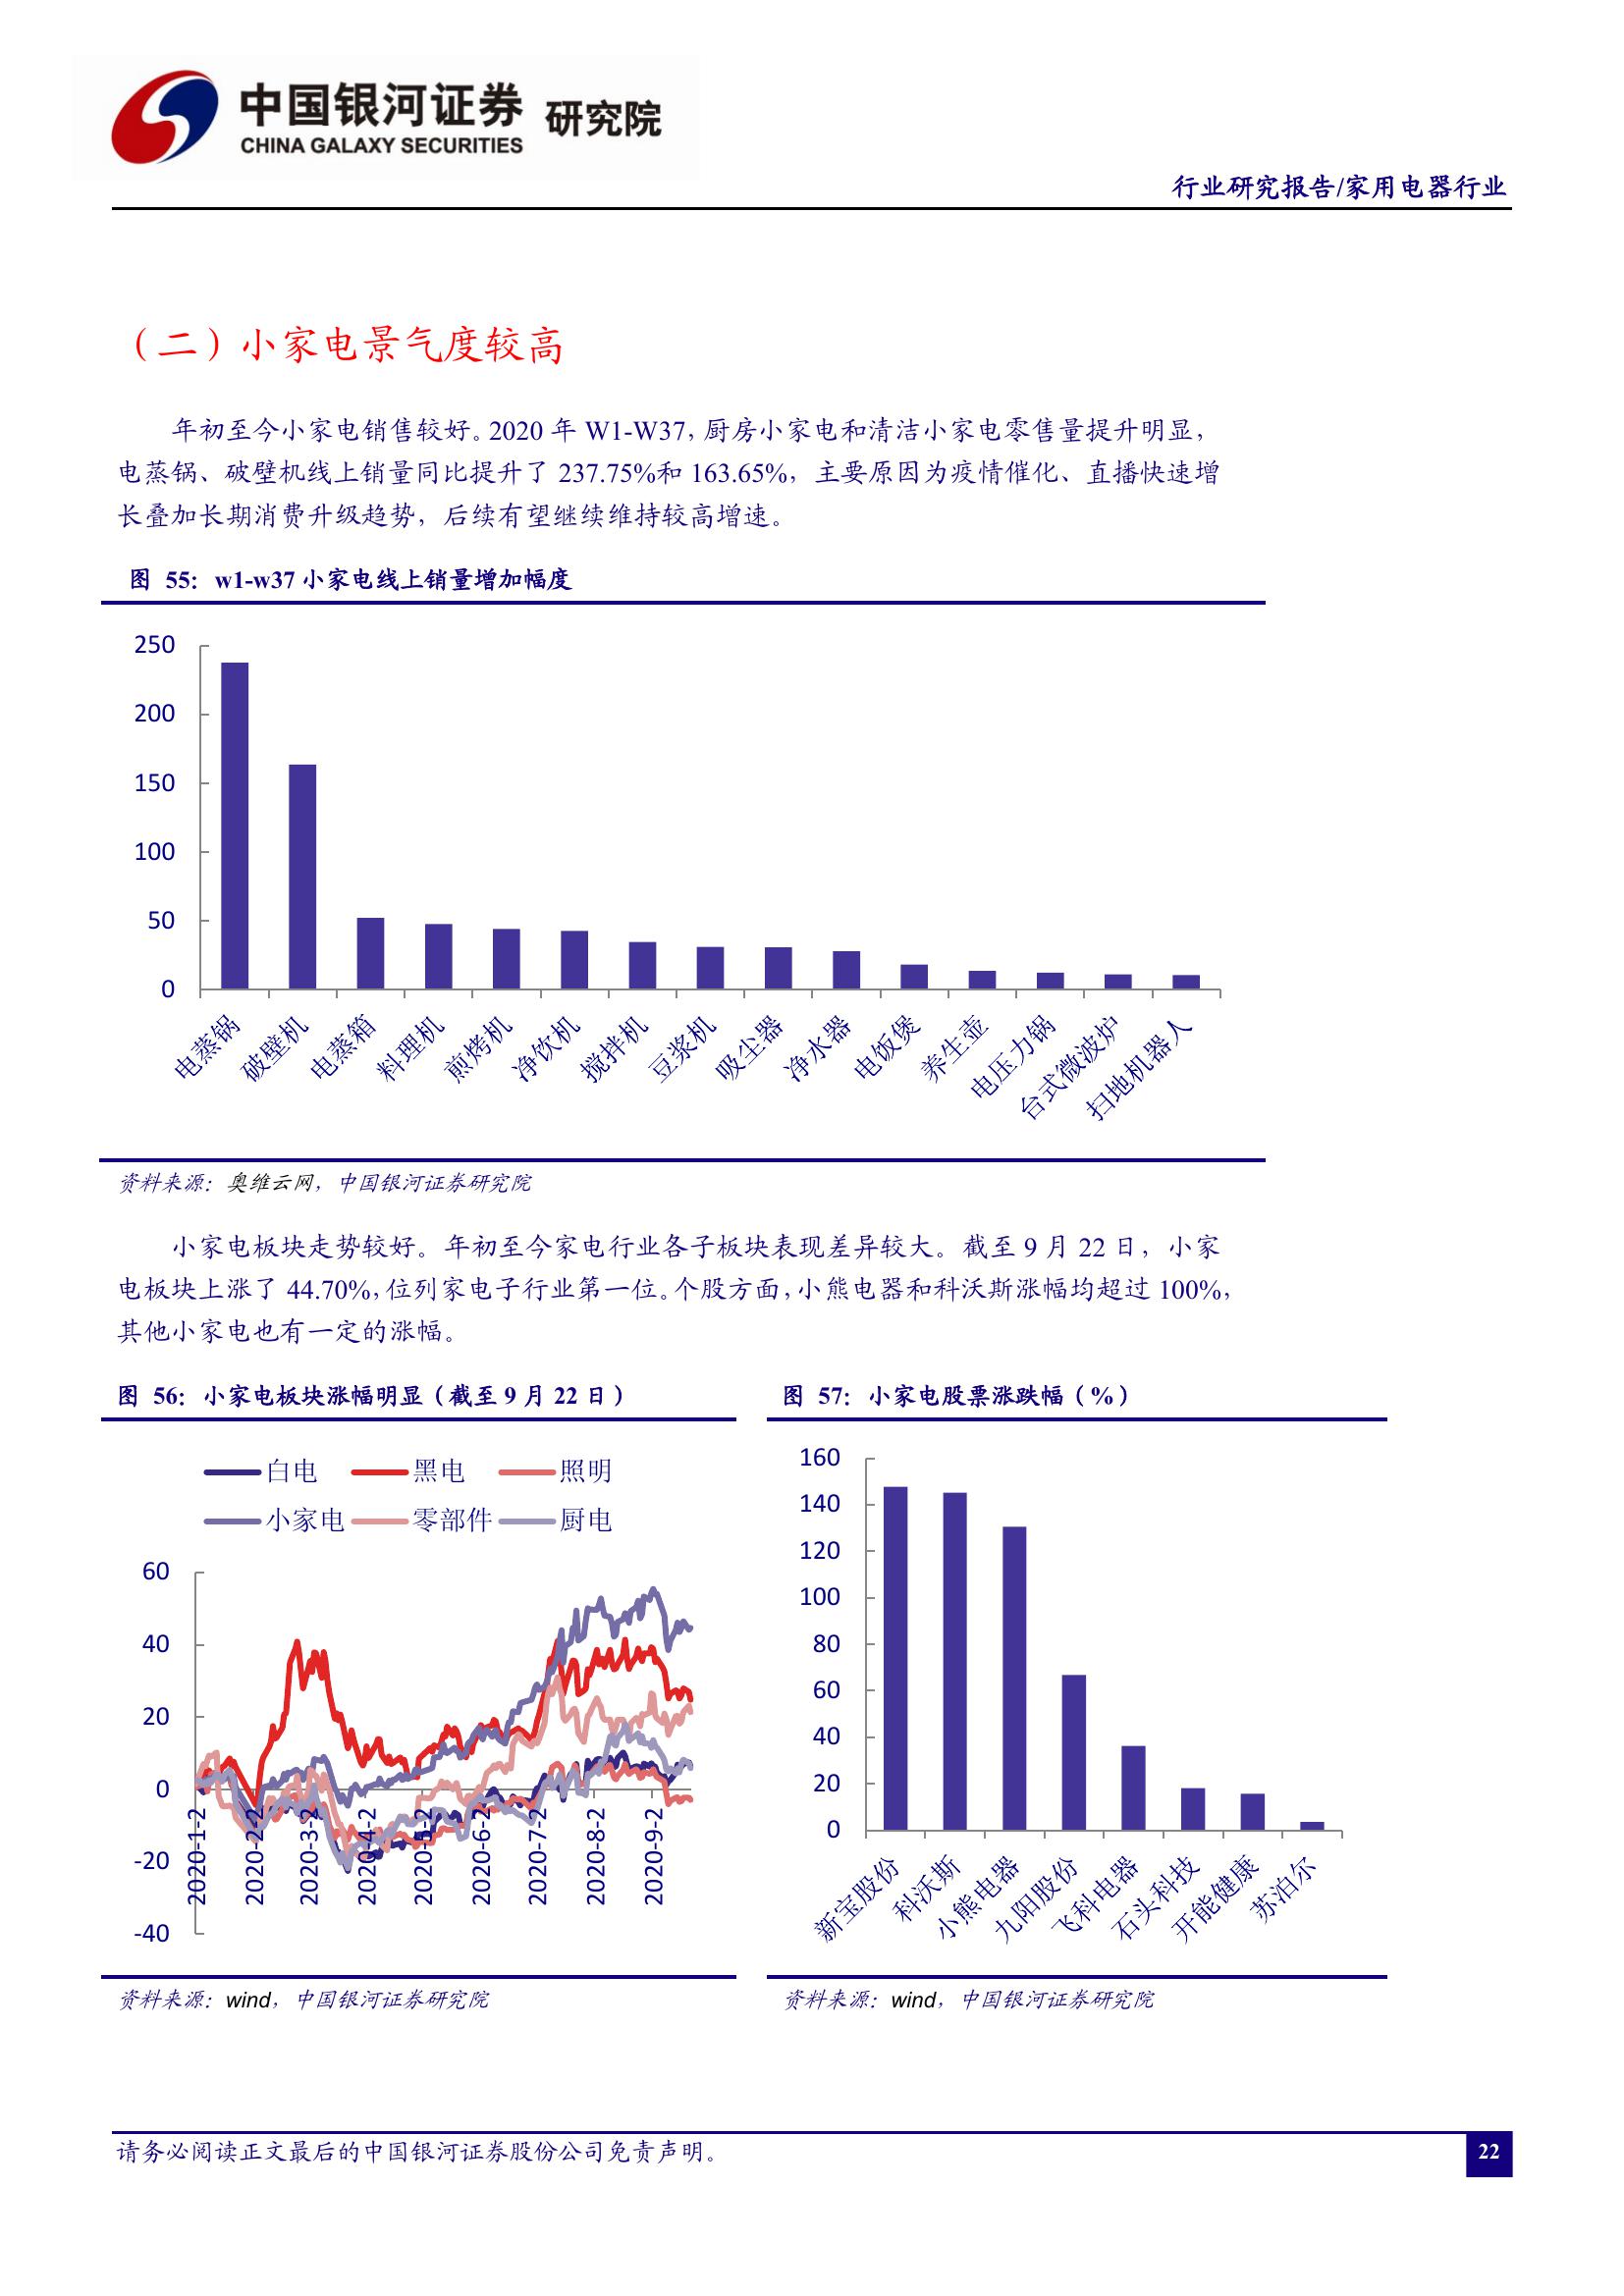 中国银河证券 研究院
CHINA GALAXY SECURITIES
行业研究报告/家用电器行业
（二）小家电景气度较高
年初至今小家电销售较好。2020 年 W1-W37，厨房小家电和清洁小家电零售量提升明显，
电蒸锅、破壁机线上销量同比提升了 237.75%和 163.65%，主要原因为疫情催化、直播快速增
长叠加长期消费升级趋势，后续有望继续维持较高增速。
图 55：w1-w37 小家电线上销量增加幅度
250
200
150
100
50
0
电蒸锅 破壁机 电蒸箱 料理机 煎烤机 净饮机 搅拌机 豆浆机 吸尘器 净水器 电饭煲 养生壶 电压力锅 台式微波炉 扫地机器人
资料来源：奥维云网，中国银河证券研究院
小家电板块走势较好。年初至今家电行业各子板块表现差异较大。截至 9 月 22 日，小家
电板块上涨了 44.70%，位列家电子行业第一位。个股方面，小熊电器和科沃斯涨幅均超过 100%，
其他小家电也有一定的涨幅。
图 56：小家电板块涨幅明显（截至 9 月 22 日）
白电 黑电 照明
小家电 零部件 厨电
60
40
20
0
-20
-40
2020-1-2 2020-2-2 2020-3-2 2020-4-2 2020-5-2 2020-6-2 2020-7-2 2020-8-2 2020-9-2
资料来源：wind，中国银河证券研究院
图 57：小家电股票涨跌幅（%）
160
140
120
100
80
60
40
20
0
新宝股份 科沃斯 小熊电器 九阳股份 飞科电器 石头科技 开能健康 苏泊尔
资料来源：wind，中国银河证券研究院
请务必阅读正文最后的中国银河证券股份公司免责声明。
22